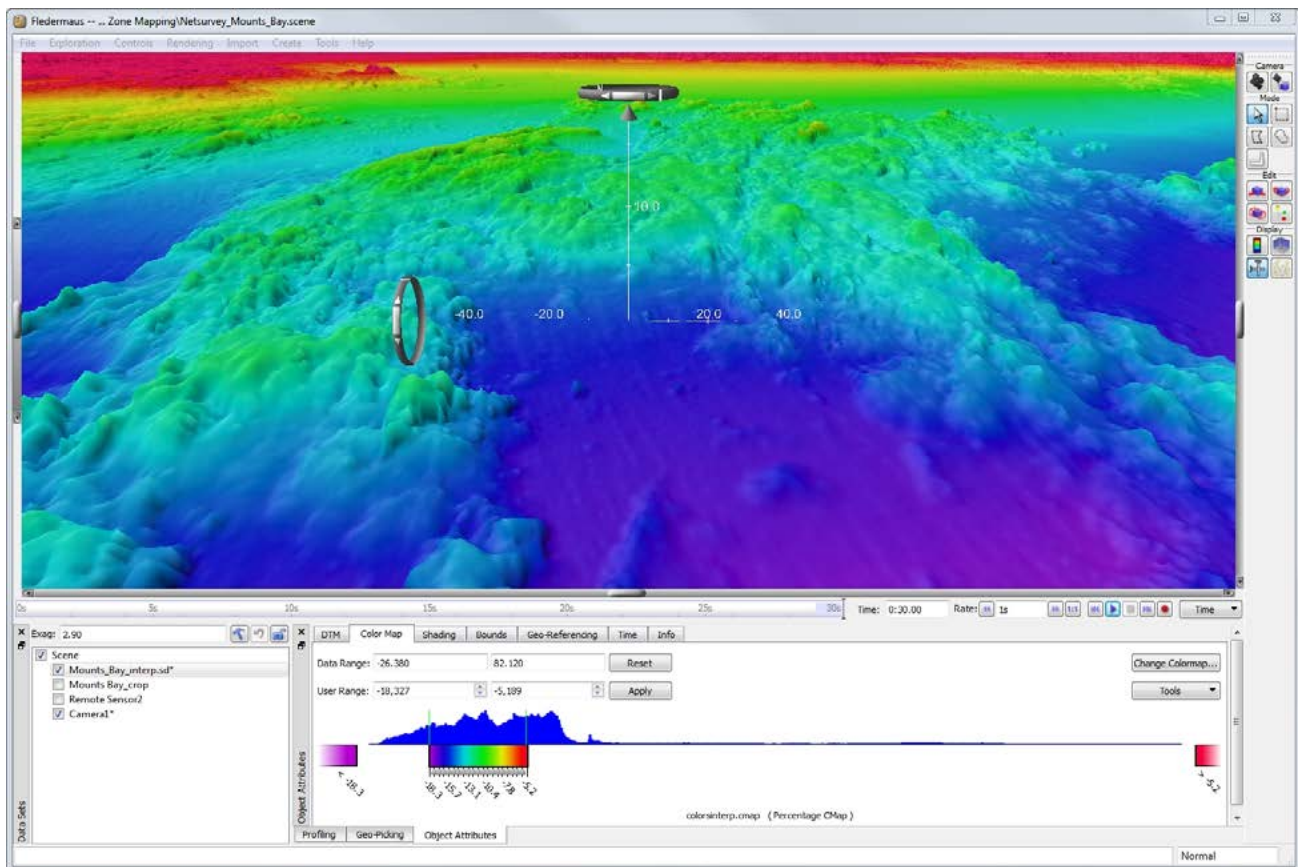 Fledermaus -- .. Zone Mapping\Netsurvey_Mounts_Bay.scene
File Exploration Controls Rendering Import Create Tools Help
Camera
Mode
Edit
Display
10.0
-40.0 -20.0 20.0 40.0
0s 5s 10s 15s 20s 25s 30s Time: 0:30.00 Rate: 1s Time
Exag: 2.90
Scene
Mounts_Bay_interp.sd*
Mounts Bay_crop
Remote Sensor2
Camera1*
Data Sets
DTM Color Map Shading Bounds Geo-Referencing Time Info
Data Range: -26.380 82.120 Reset Change Colormap...
User Range: -18,327 -5,189 Apply Tools
< -18.3 -18.3 -15.7 -13.1 -10.4 -7.8 -5.2 > -5.2
colorsinterp.cmap ( Percentage CMap )
Object Attributes
Profiling Geo-Picking Object Attributes
Normal